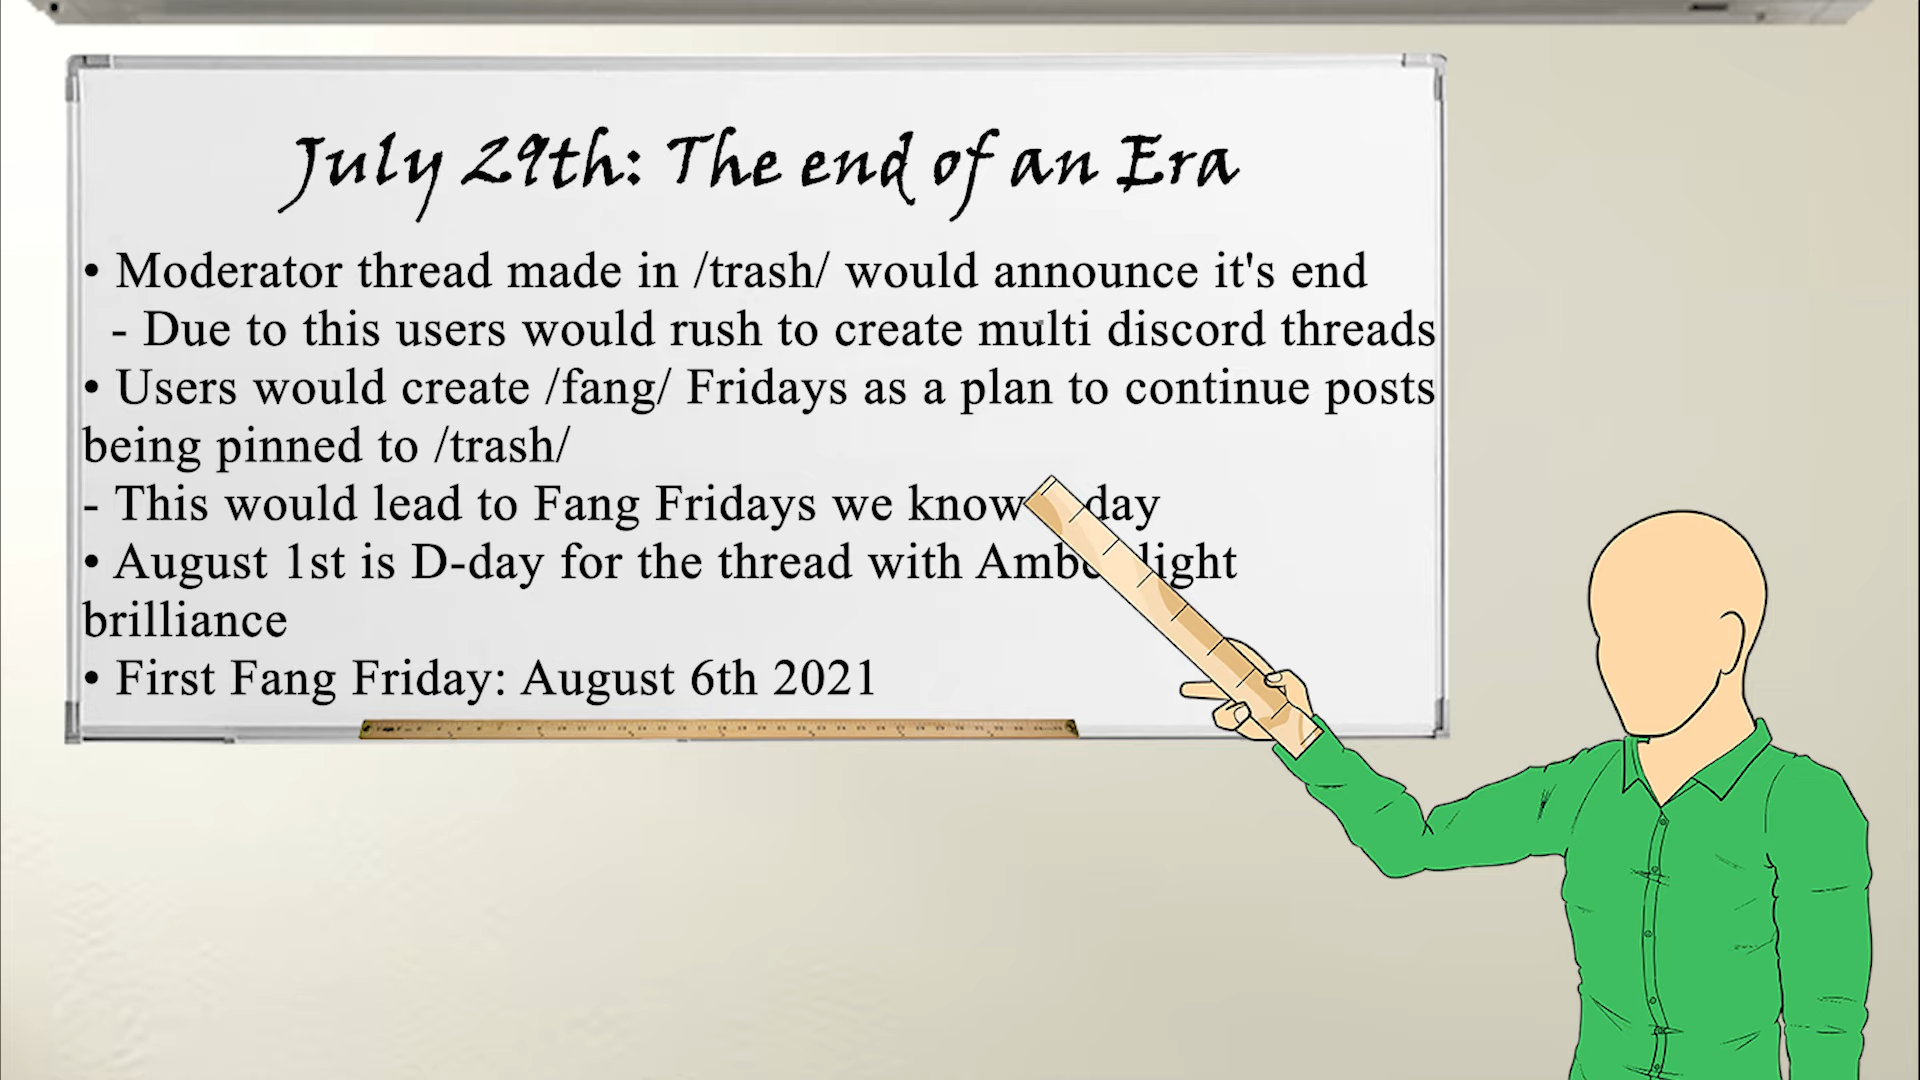 July 29th: The end of an Era
• Moderator thread made in /trash/ would announce it's end
- Due to this users would rush to create multi discord threads
• Users would create /fang/ Fridays as a plan to continue posts
being pinned to /trash/
- This would lead to Fang Fridays we know day
• August 1st is D-day for the thread with light
brilliance
• First Fang Friday: August 6th 2021